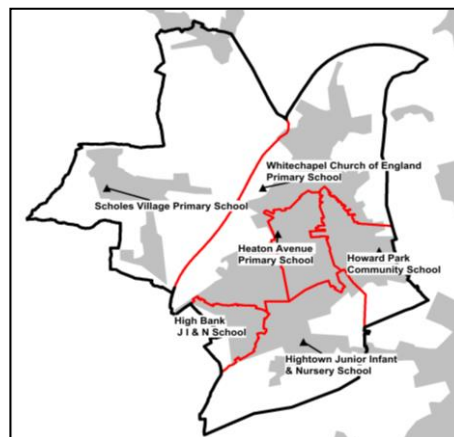 Whitechapel Church of England
Primary School
Scholes Village Primary School
Heaton Avenue
Primary School
Howard Park
Community School
High Bank
J I & N School
Hightown Junior Infant
& Nursery School